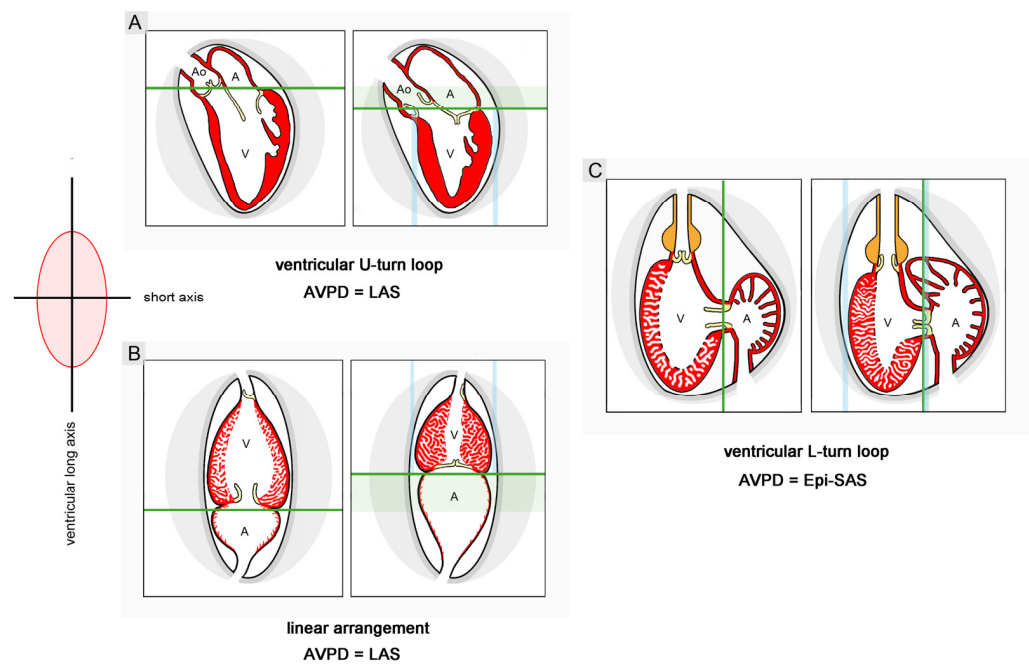 A
Ao
A
V
Ao
A
V
ventricular U-turn loop
AVPD = LAS
short axis
ventricular long axis
B
V
A
V
A
linear arrangement
AVPD = LAS
C
V
A
V
A
ventricular L-turn loop
AVPD = Epi-SAS